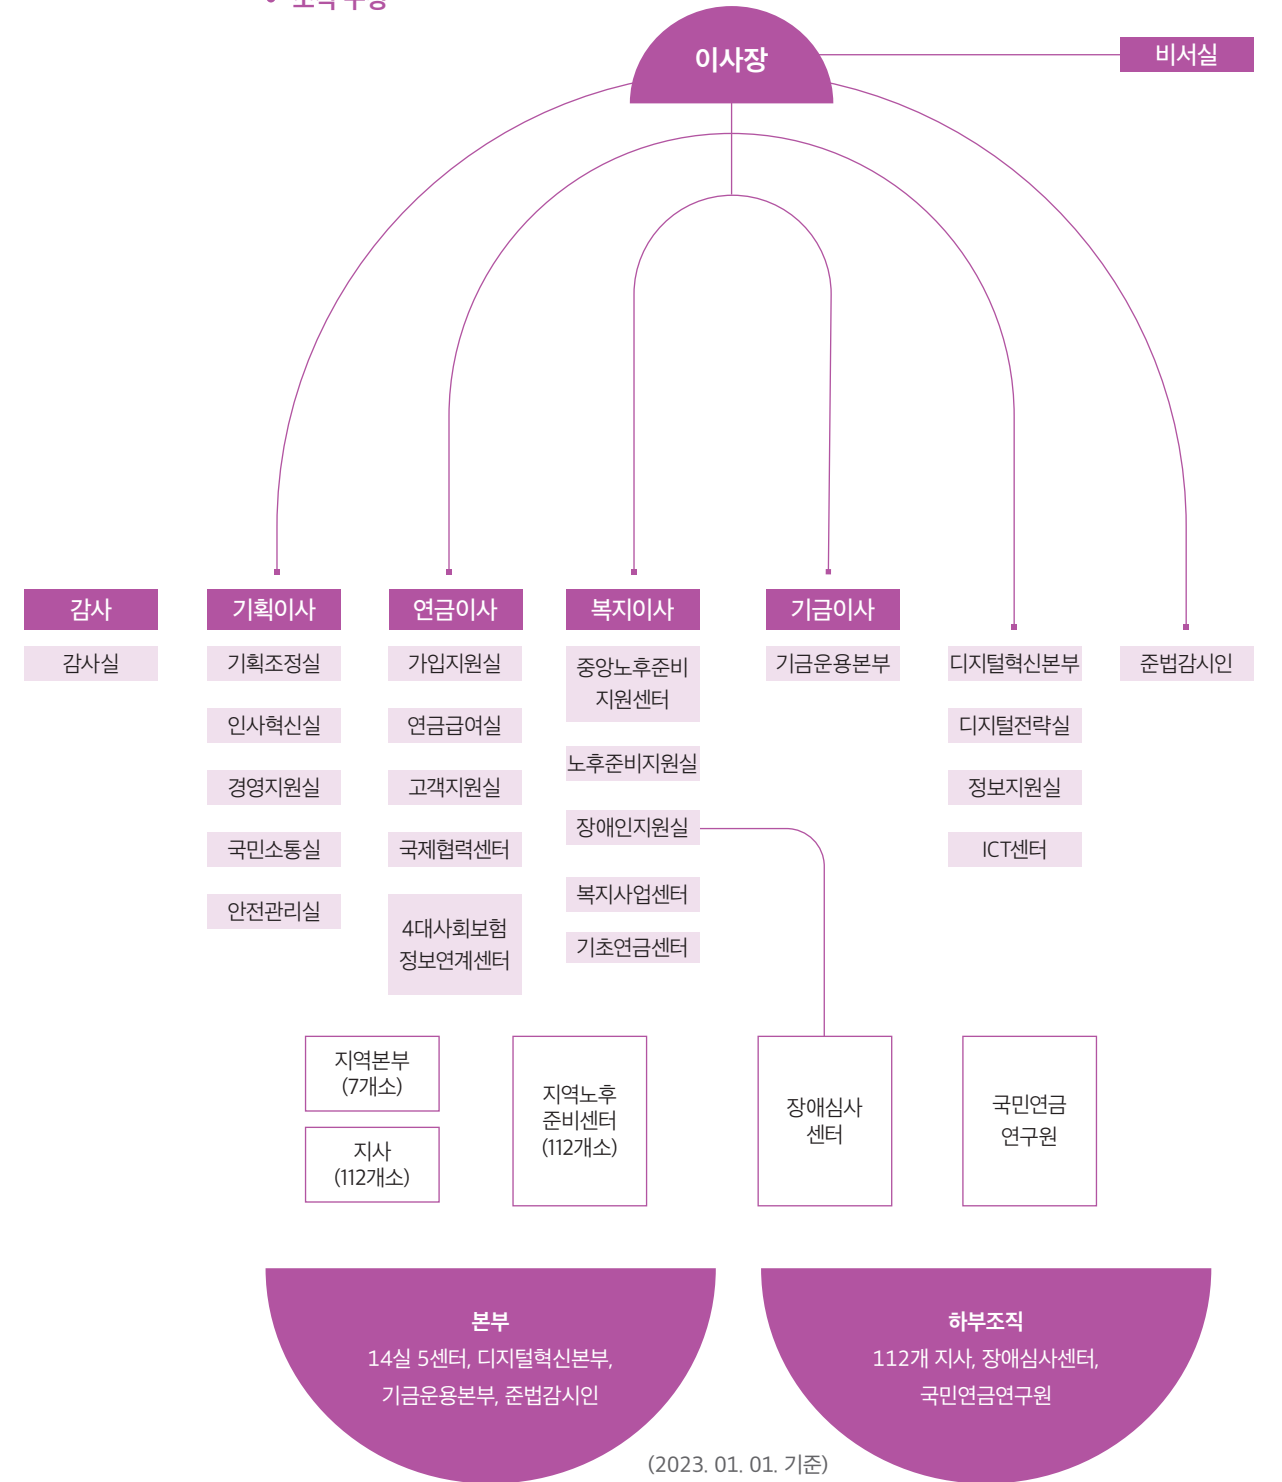 이사장
비서실
감사
기획이사
연금이사
복지이사
기금이사
감사실
기획조정실
인사혁신실
경영지원실
국민소통실
안전관리실
가입지원실
연금급여실
고객지원실
국제협력센터
4대사회보험
정보연계센터
중앙노후준비
지원센터
노후준비지원실
장애인지원실
복지사업센터
기초연금센터
기금운용본부
디지털혁신본부
디지털전략실
정보지원실
ICT센터
준법감시인
지역본부
(7개소)
지사
(112개소)
지역노후
준비센터
(112개소)
장애심사
센터
국민연금
연구원
본부
14실 5센터, 디지털혁신본부,
기금운용본부, 준법감시인
하부조직
112개 지사, 장애심사센터,
국민연금연구원
(2023. 01. 01. 기준)